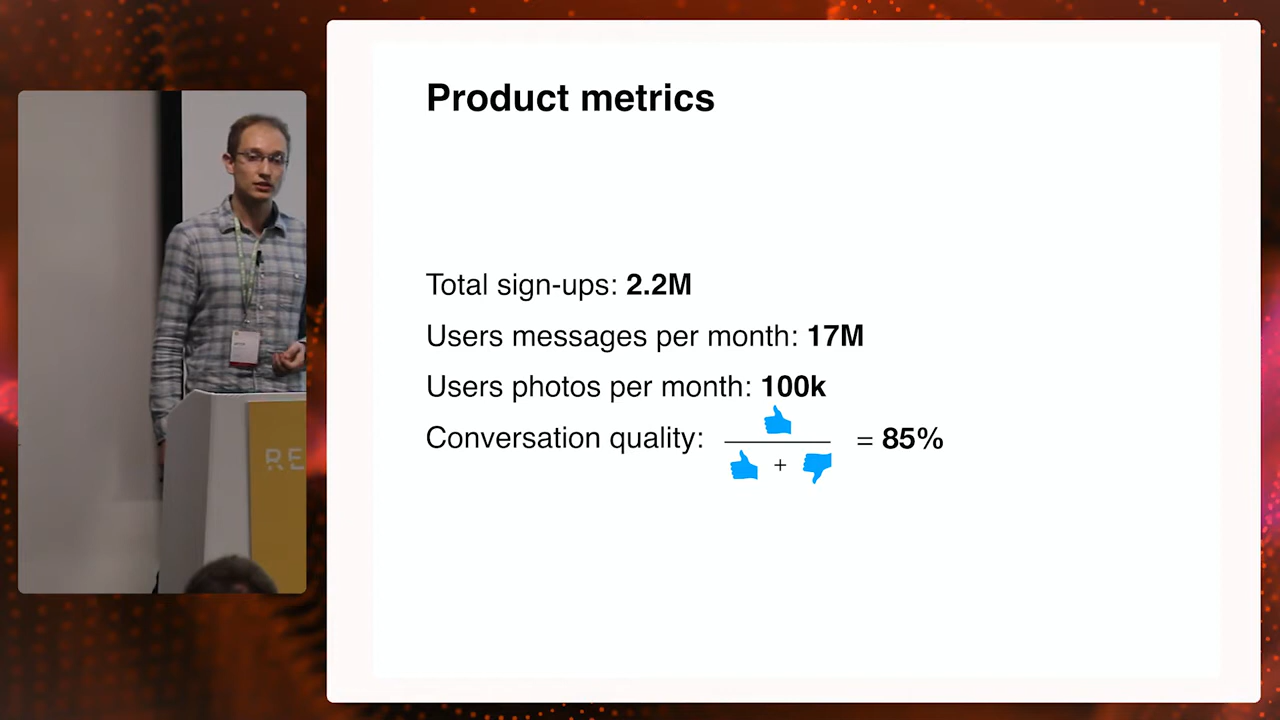 Product metrics
Total sign-ups: 2.2M
Users messages per month: 17M
Users photos per month: 100k
Conversation quality: 👍 / 👍 + 👎 = 85%
RE